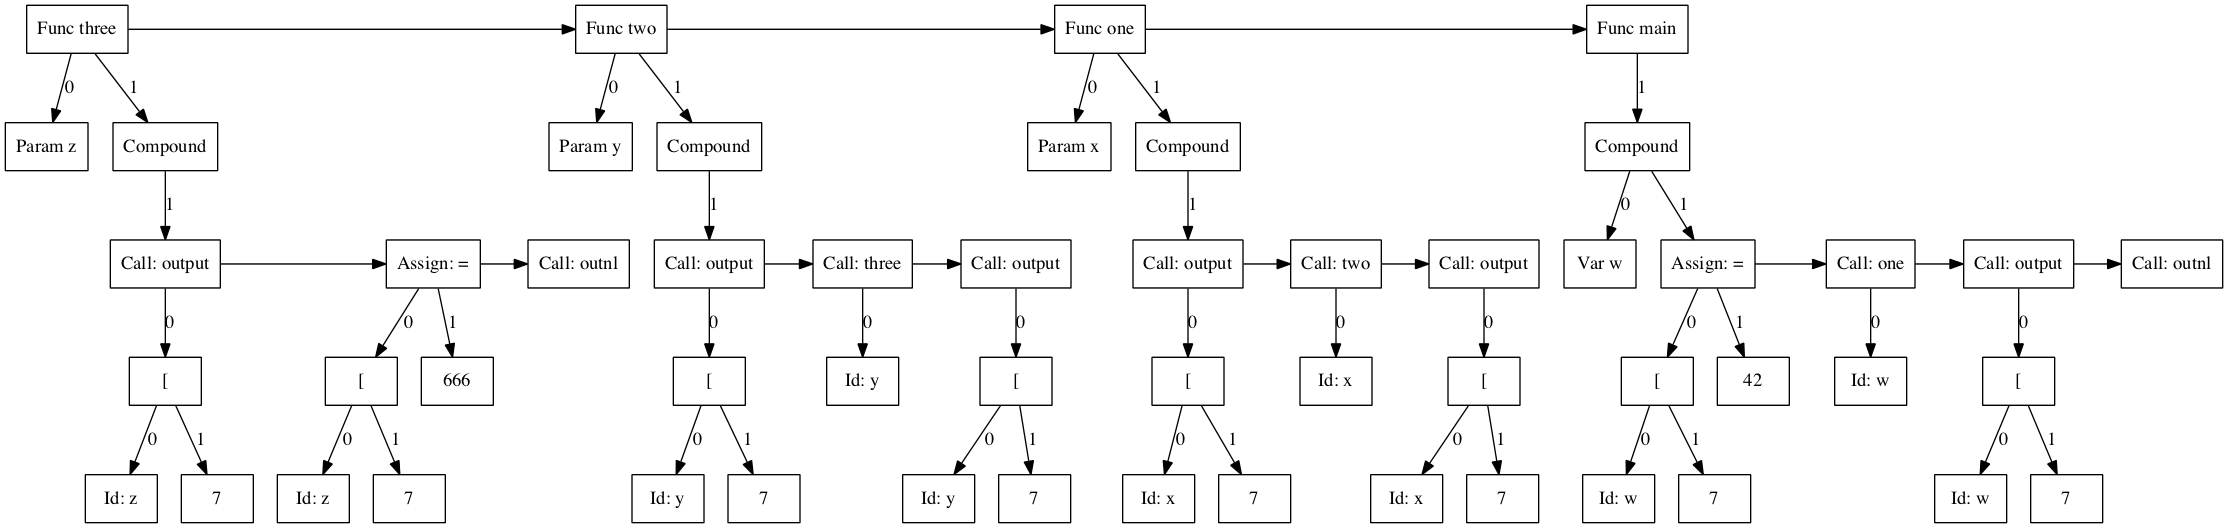 Func three
Func two
Func one
Func main
0
1
0
1
0
1
1
Param z
Compound
Param y
Compound
Param x
Compound
Compound
1
1
1
0
1
Call: output
Assign: =
Call: outnl
Call: output
Call: three
Call: output
Call: output
Call: two
Call: output
Var w
Assign: =
Call: one
Call: output
Call: outnl
0
0
1
0
0
0
0
0
0
0
1
0
0
[
[
666
[
Id: y
[
[
Id: x
[
[
42
Id: w
[
0
1
0
1
0
1
0
1
0
1
0
1
0
1
0
1
Id: z
7
Id: z
7
Id: y
7
Id: y
7
Id: x
7
Id: x
7
Id: w
7
Id: w
7